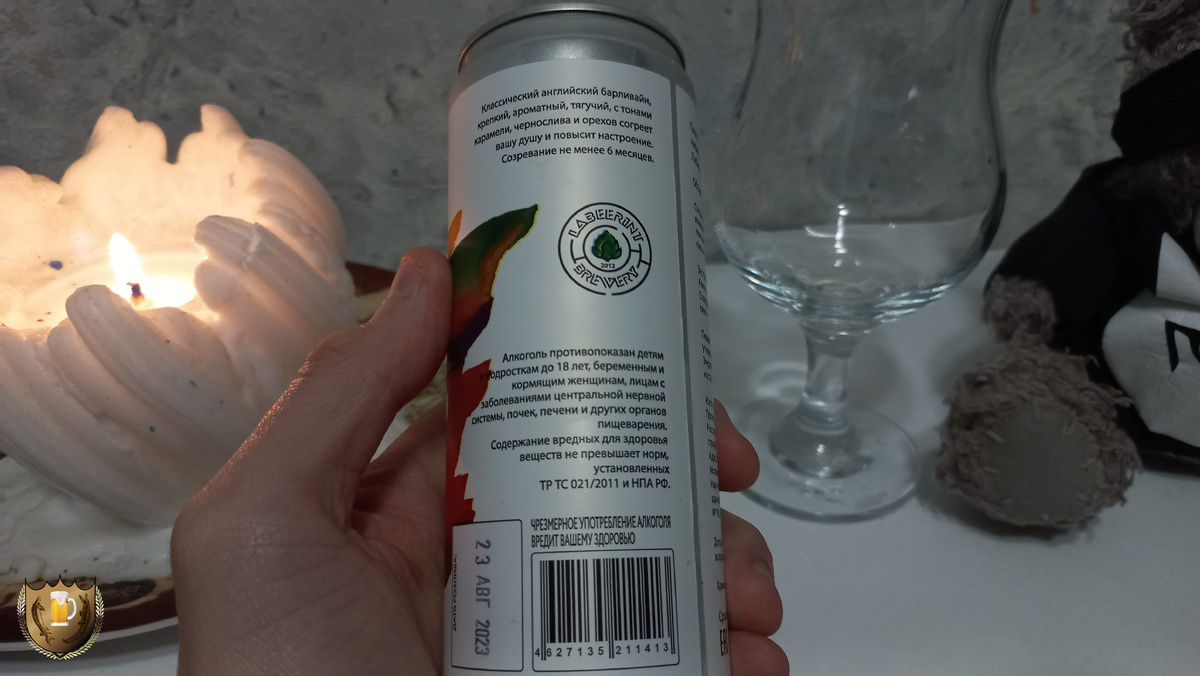 Классический английский барливайн,
крепкий, ароматный, тягучий, с тонами
карамели, чернослива и орехов согреет
вашу душу и повысит настроение.
Созревание не менее 6 месяцев.
LABEERINT
2012
BREWERY
Алкоголь противопоказан детям
и подросткам до 18 лет, беременным и
кормящим женщинам, лицам с
заболеваниями центральной нервной
системы, почек, печени и других органов
пищеварения.
Содержание вредных для здоровья
веществ не превышает норм,
установленных
ТР ТС 021/2011 и НПА РФ.
ЧРЕЗМЕРНОЕ УПОТРЕБЛЕНИЕ АЛКОГОЛЯ
ВРЕДИТ ВАШЕМУ ЗДОРОВЬЮ
ДАТА РОЗЛИВА:
23 АВГ 2023
4 627135 211413